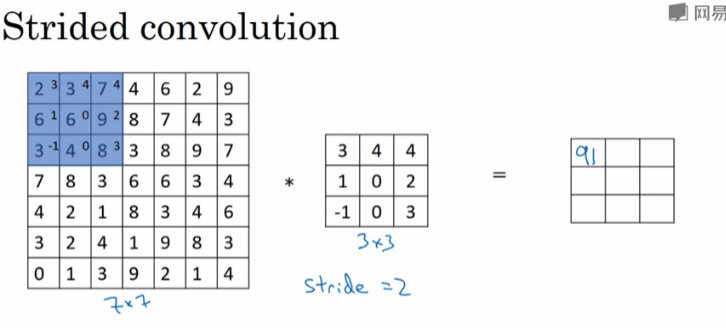 网易
Strided convolution
2 3 3 4 7 4 4 6 2 9
6 1 6 0 9 2 8 7 4 3
3 -1 4 0 8 3 3 8 9 7
7 8 3 6 6 3 4
4 2 1 8 3 4 6
3 2 4 1 9 8 3
0 1 3 9 2 1 4
7x7
*
3 4 4
1 0 2
-1 0 3
3x3
stride =2
=
91